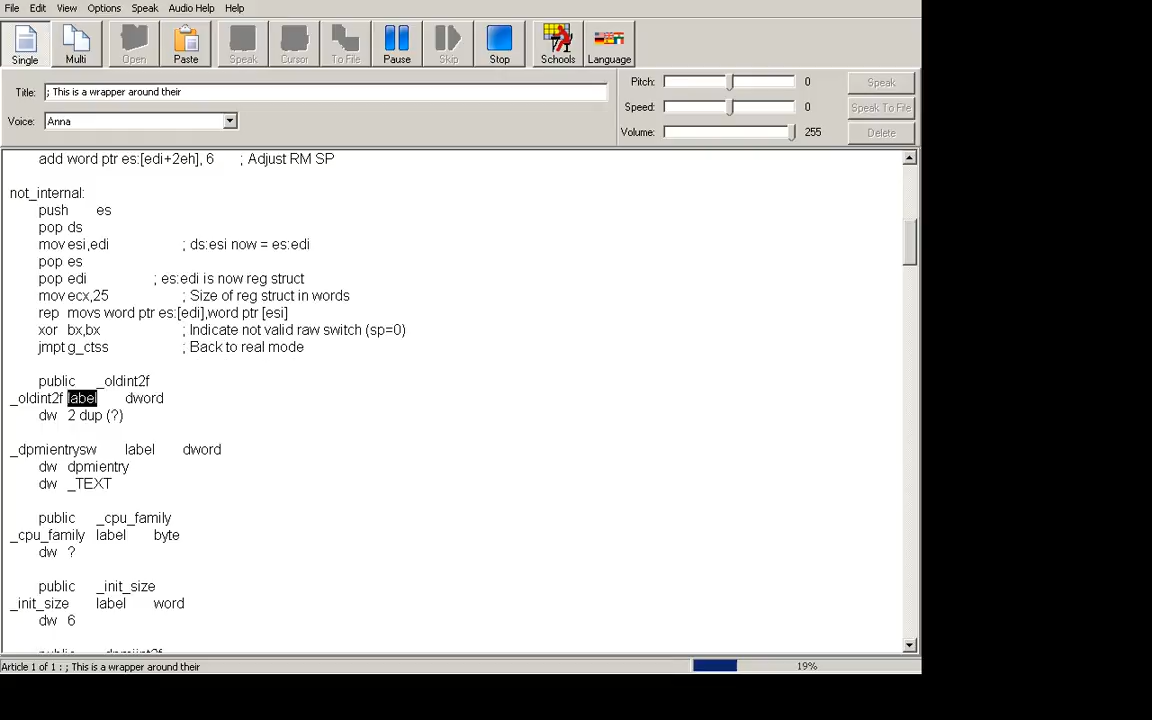 File Edit View Options Speak Audio Help Help
Single Multi Open Paste Speak Cursor To File Pause Skip Stop Schools Language
Title: ; This is a wrapper around their
Voice: Anna
Pitch: 0 Speak
Speed: 0 Speak To File
Volume: 255 Delete
add word ptr es:[edi+2eh], 6 ; Adjust RM SP
not_internal:
push es
pop ds
mov esi,edi ; ds:esi now = es:edi
pop es
pop edi ; es:edi is now reg struct
mov ecx,25 ; Size of reg struct in words
rep movs word ptr es:[edi],word ptr [esi]
xor bx,bx ; Indicate not valid raw switch (sp=0)
jmpt g_ctss ; Back to real mode
public _oldint2f
_oldint2f label dword
dw 2 dup (?)
_dpmientrysw label dword
dw dpmientry
dw _TEXT
public _cpu_family
_cpu_family label byte
dw ?
public _init_size
_init_size label word
dw 6
public _dpmiint2f
Article 1 of 1 : ; This is a wrapper around their 19%